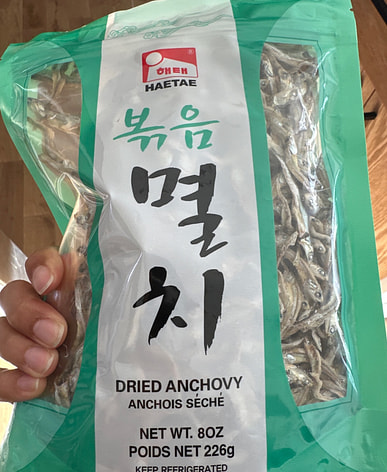 해태
HAETAE
볶음
멸
치
DRIED ANCHOVY
ANCHOIS SÉCHÉ
NET WT. 8OZ
POIDS NET 226g
KEEP REFRIGERATED